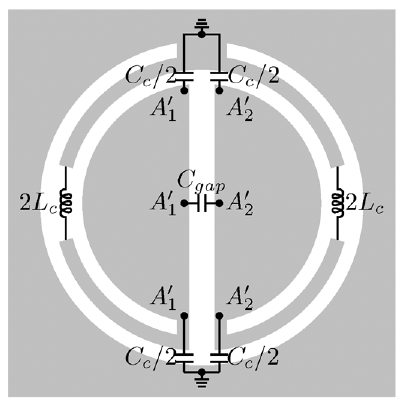 C_c/2 C_c/2
A'_1 A'_2
C_gap
2L_c A'_1 A'_2 2L_c
A'_1 A'_2
C_c/2 C_c/2